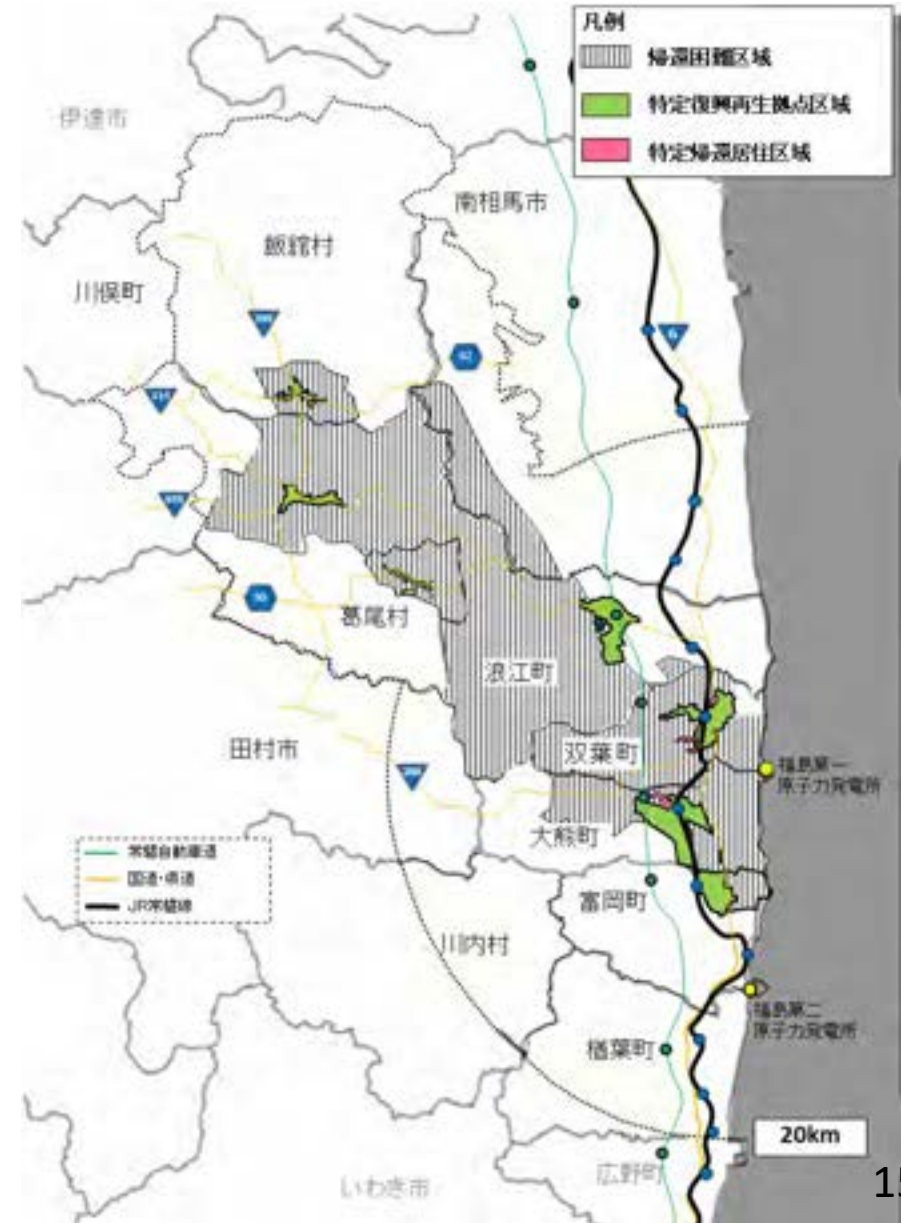 凡例
帰還困難区域
特定復興再生拠点区域
特定帰還居住区域
伊達市
南相馬市
飯舘村
川俣町
6
葛尾村
浪江町
田村市
双葉町
福島第一
原子力発電所
大熊町
常磐自動車道
国道・県道
JR常磐線
富岡町
川内村
福島第二
原子力発電所
楢葉町
20km
広野町
いわき市
15